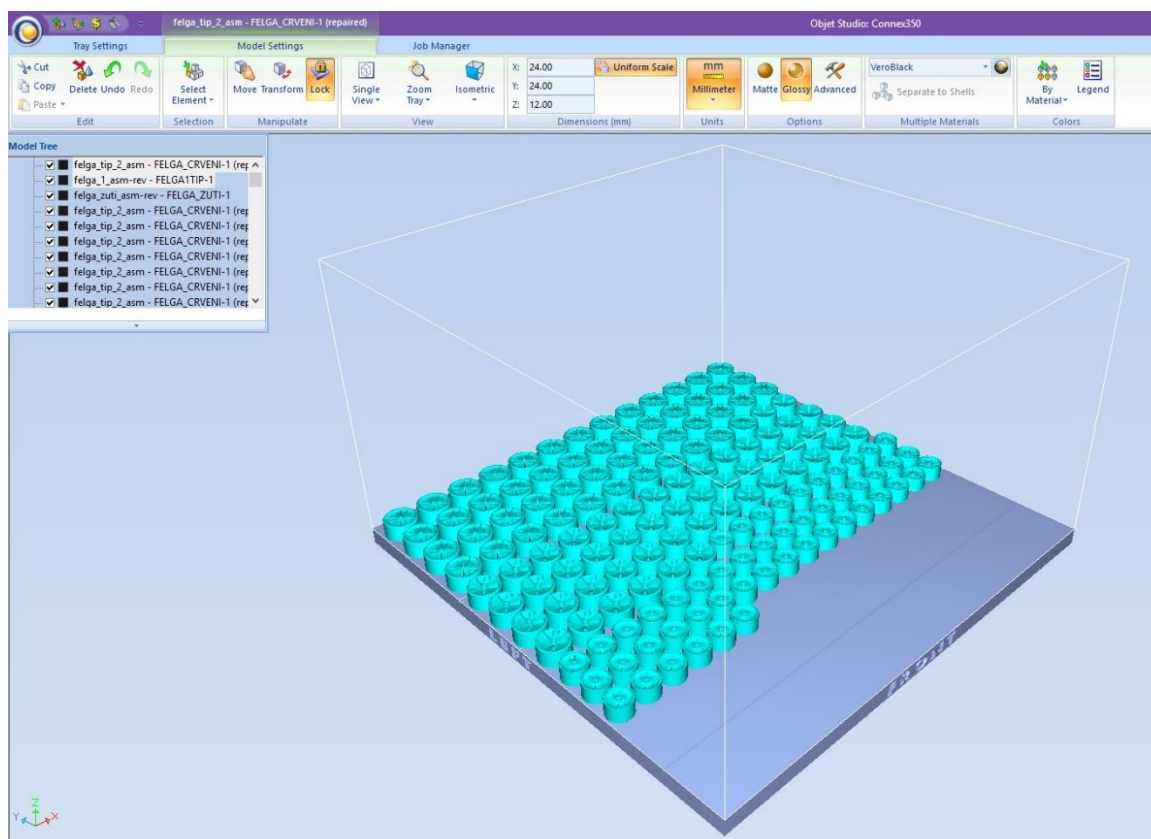 felga_tip_2_asm - FELGA_CRVENI-1 (repaired)
Objet Studio: Connex350
Tray Settings
Model Settings
Job Manager
Cut
Copy
Paste
Delete Undo Redo
Edit
Select Element
Selection
Move Transform Lock
Manipulate
Single View
Zoom Tray
Isometric
View
X: 24.00
Y: 24.00
Z: 12.00
Uniform Scale
Dimensions (mm)
mm
Millimeter
Units
Matte Glossy Advanced
Options
VeroBlack
Separate to Shells
Multiple Materials
By Material
Legend
Colors
Model Tree
felga_tip_2_asm - FELGA_CRVENI-1 (rep
felga_1_asm-rev - FELGA1TIP-1
felga_zuti_asm-rev - FELGA_ZUTI-1
felga_tip_2_asm - FELGA_CRVENI-1 (rep
felga_tip_2_asm - FELGA_CRVENI-1 (rep
felga_tip_2_asm - FELGA_CRVENI-1 (rep
felga_tip_2_asm - FELGA_CRVENI-1 (rep
felga_tip_2_asm - FELGA_CRVENI-1 (rep
felga_tip_2_asm - FELGA_CRVENI-1 (rep
felga_tip_2_asm - FELGA_CRVENI-1 (rep
LEFT
FRONT
Z
Y X